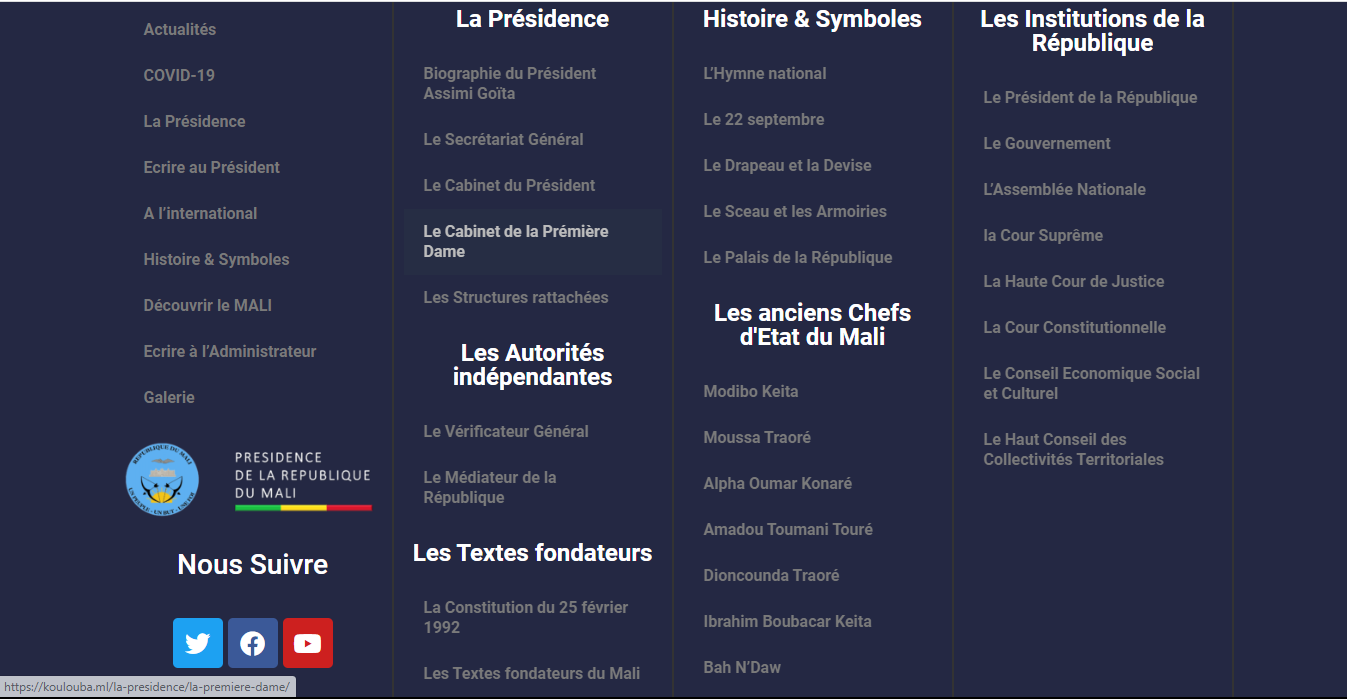 Actualités
COVID-19
La Présidence
Ecrire au Président
A l’international
Histoire & Symboles
Découvrir le MALI
Ecrire à l’Administrateur
Galerie
REPUBLIQUE DU MALI
UN PEUPLE - UN BUT - UNE FOI
PRESIDENCE
DE LA REPUBLIQUE
DU MALI
Nous Suivre
La Présidence
Biographie du Président
Assimi Goïta
Le Secrétariat Général
Le Cabinet du Président
Le Cabinet de la Prémière
Dame
Les Structures rattachées
Les Autorités
indépendantes
Le Vérificateur Général
Le Médiateur de la
République
Les Textes fondateurs
La Constitution du 25 février
1992
Les Textes fondateurs du Mali
Histoire & Symboles
L’Hymne national
Le 22 septembre
Le Drapeau et la Devise
Le Sceau et les Armoiries
Le Palais de la République
Les anciens Chefs
d'Etat du Mali
Modibo Keita
Moussa Traoré
Alpha Oumar Konaré
Amadou Toumani Touré
Dioncounda Traoré
Ibrahim Boubacar Keita
Bah N’Daw
Les Institutions de la
République
Le Président de la République
Le Gouvernement
L’Assemblée Nationale
la Cour Suprême
La Haute Cour de Justice
La Cour Constitutionnelle
Le Conseil Economique Social
et Culturel
Le Haut Conseil des
Collectivités Territoriales
https://koulouba.ml/la-presidence/la-premiere-dame/